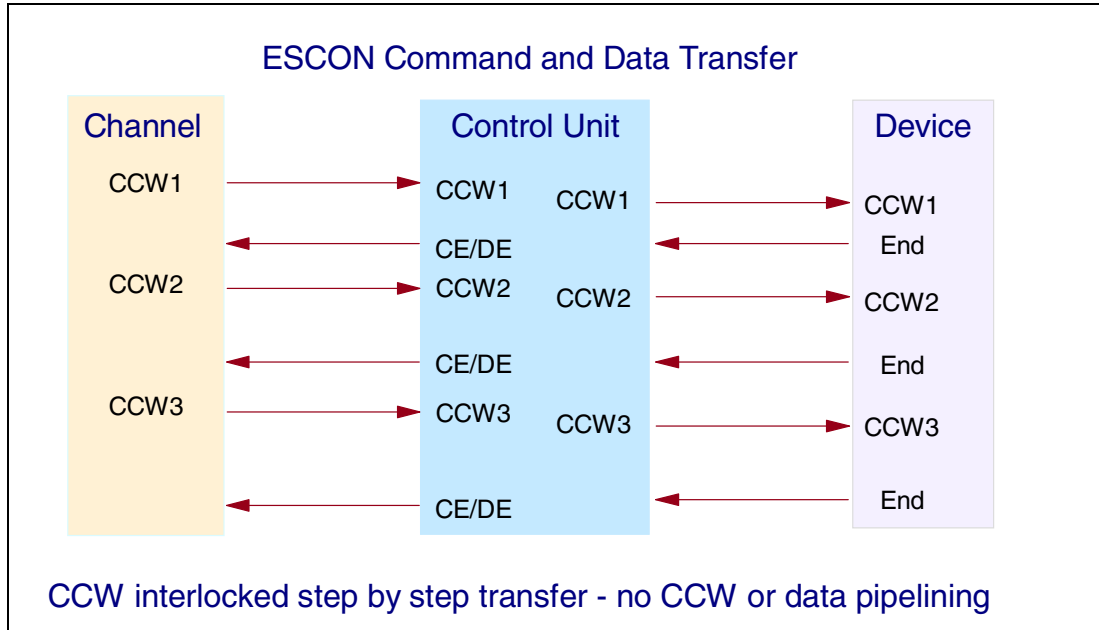 ESCON Command and Data Transfer
Channel
Control Unit
Device
CCW1
CCW1
CCW1
CCW1
CE/DE
End
CCW2
CCW2
CCW2
CCW2
CE/DE
End
CCW3
CCW3
CCW3
CCW3
CE/DE
End
CCW interlocked step by step transfer - no CCW or data pipelining